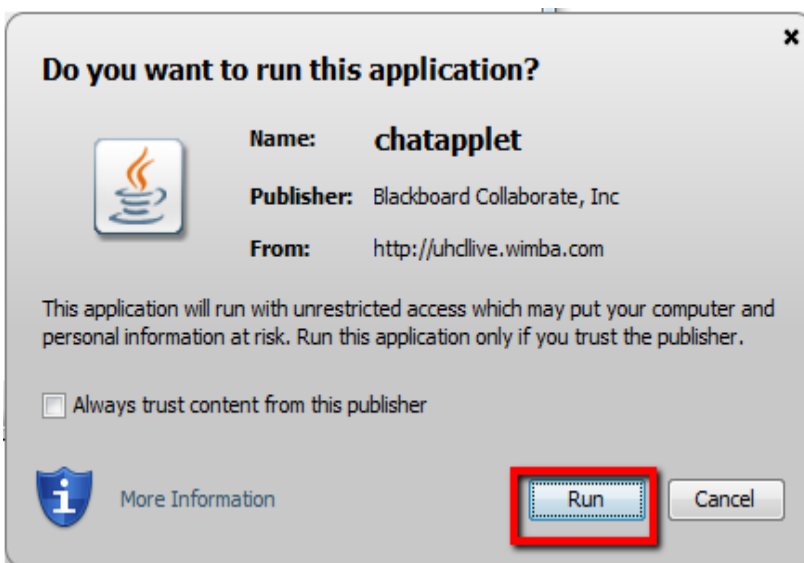 Do you want to run this application?
Name: chatapplet
Publisher: Blackboard Collaborate, Inc
From: http://uhcllive.wimba.com
This application will run with unrestricted access which may put your computer and
personal information at risk. Run this application only if you trust the publisher.
Always trust content from this publisher
More Information Run Cancel